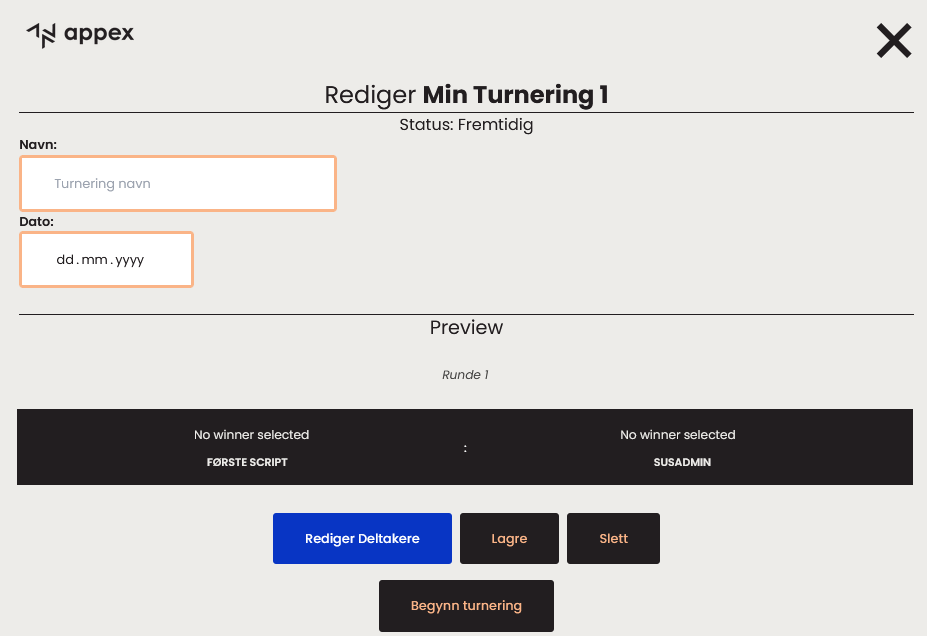 appex
Rediger Min Turnering 1
Status: Fremtidig
Navn:
Turnering navn
Dato:
dd.mm.yyyy
Preview
Runde 1
No winner selected : No winner selected
FØRSTE SCRIPT SUSADMIN
Rediger Deltakere Lagre Slett
Begynn turnering